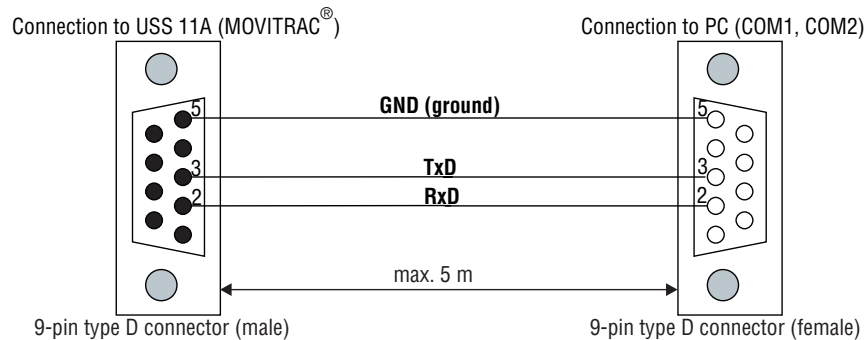 Connection to USS 11A (MOVITRAC®)
Connection to PC (COM1, COM2)
5
GND (ground)
5
3
TxD
3
2
RxD
2
max. 5 m
9-pin type D connector (male)
9-pin type D connector (female)